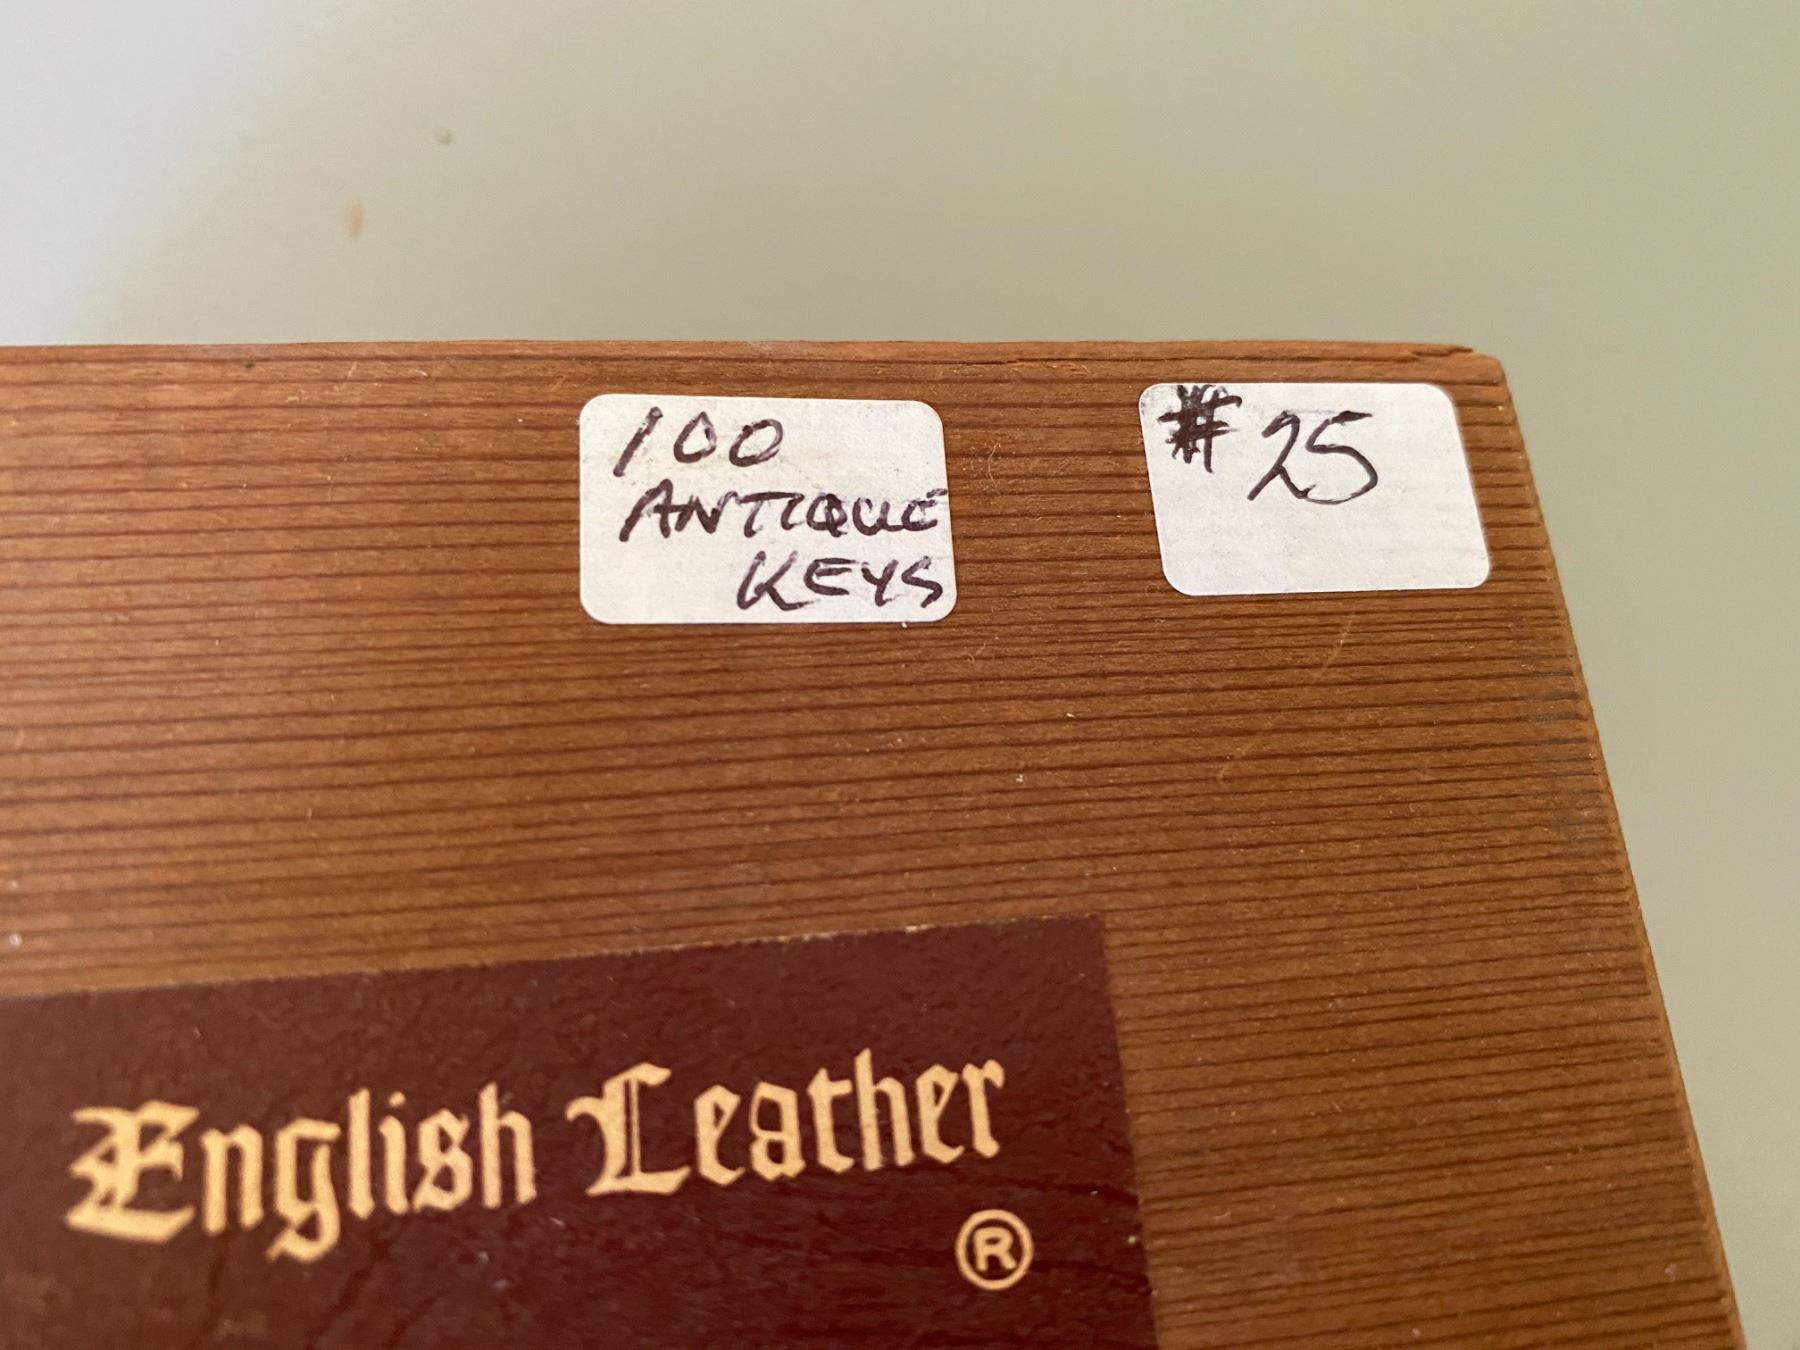 100
ANTIQUE
KEYS
# 25
English Leather
®